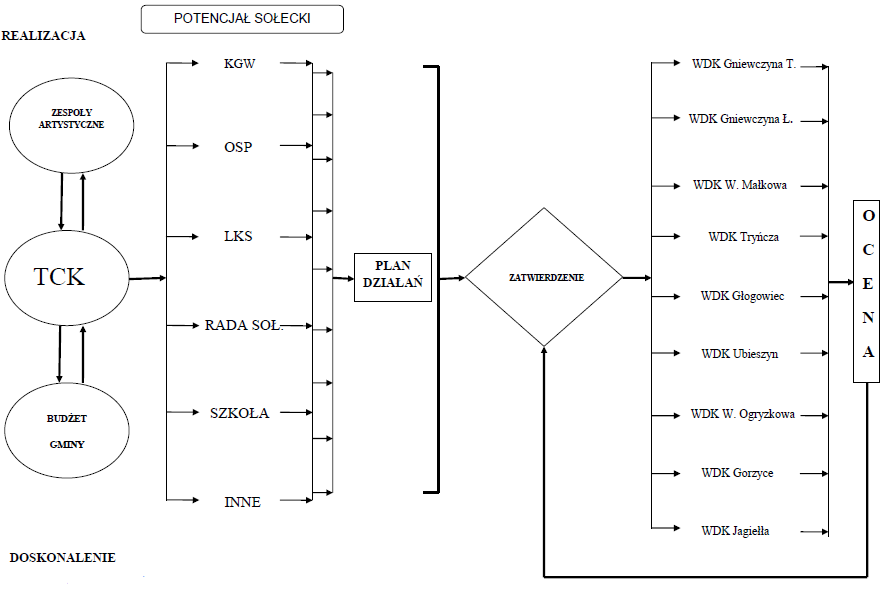 POTENCJAŁ SOŁECKI
REALIZACJA
ZESPOŁY
ARTYSTYCZNE
TCK
BUDŻET
GMINY
KGW
OSP
LKS
RADA SOŁ.
SZKOŁA
INNE
PLAN
DZIALAŃ
ZATWIERDZENIE
WDK Gniewczyna T.
WDK Gniewczyna Ł.
WDK W. Małkowa
WDK Tryńcza
WDK Głogowiec
WDK Ubieszyn
WDK W. Ogryzkowa
WDK Gorzyce
WDK Jagiełła
O
C
E
N
A
DOSKONALENIE